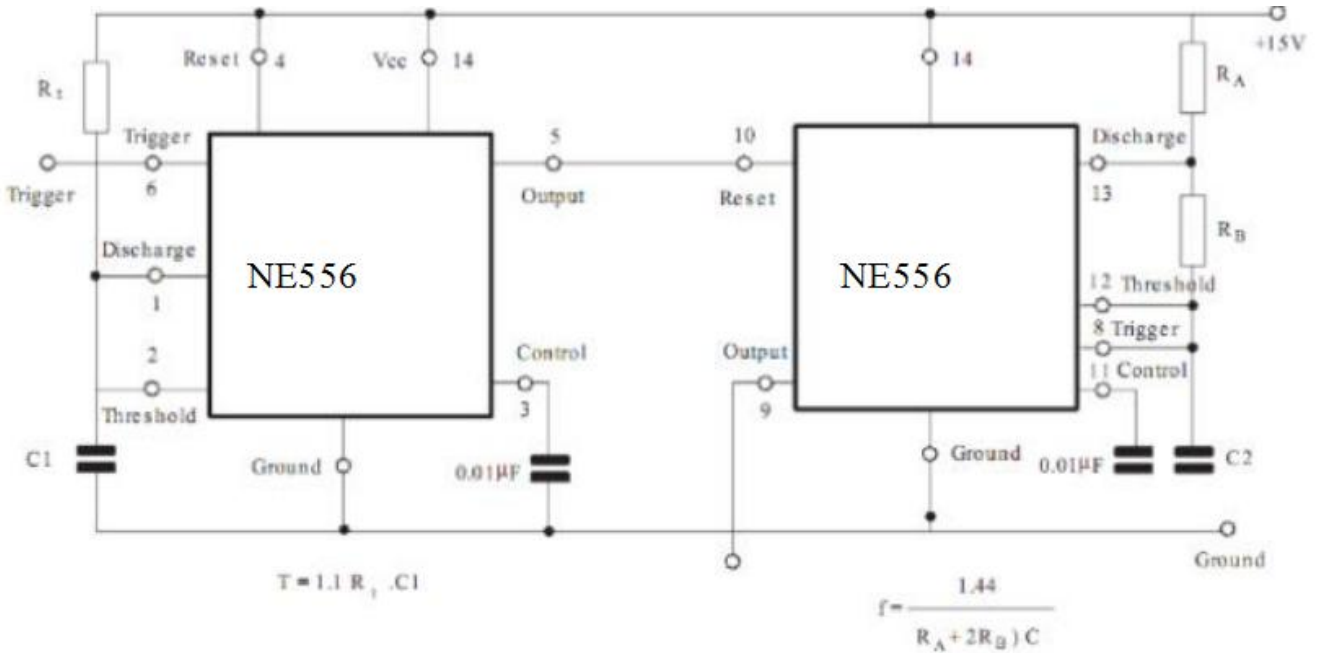 +15V
Reset 4
Vcc 14
14
R1
RA
Trigger
6
Trigger
5
Output
10
Reset
Discharge
13
RB
Discharge
1
NE556
NE556
12 Threshold
8 Trigger
11 Control
2
Threshold
Control
3
Output
9
C1
Ground
0.01µF
Ground
0.01µF
C2
Ground
T = 1.1 R1 .C1
f = 1.44
RA + 2RB ) C